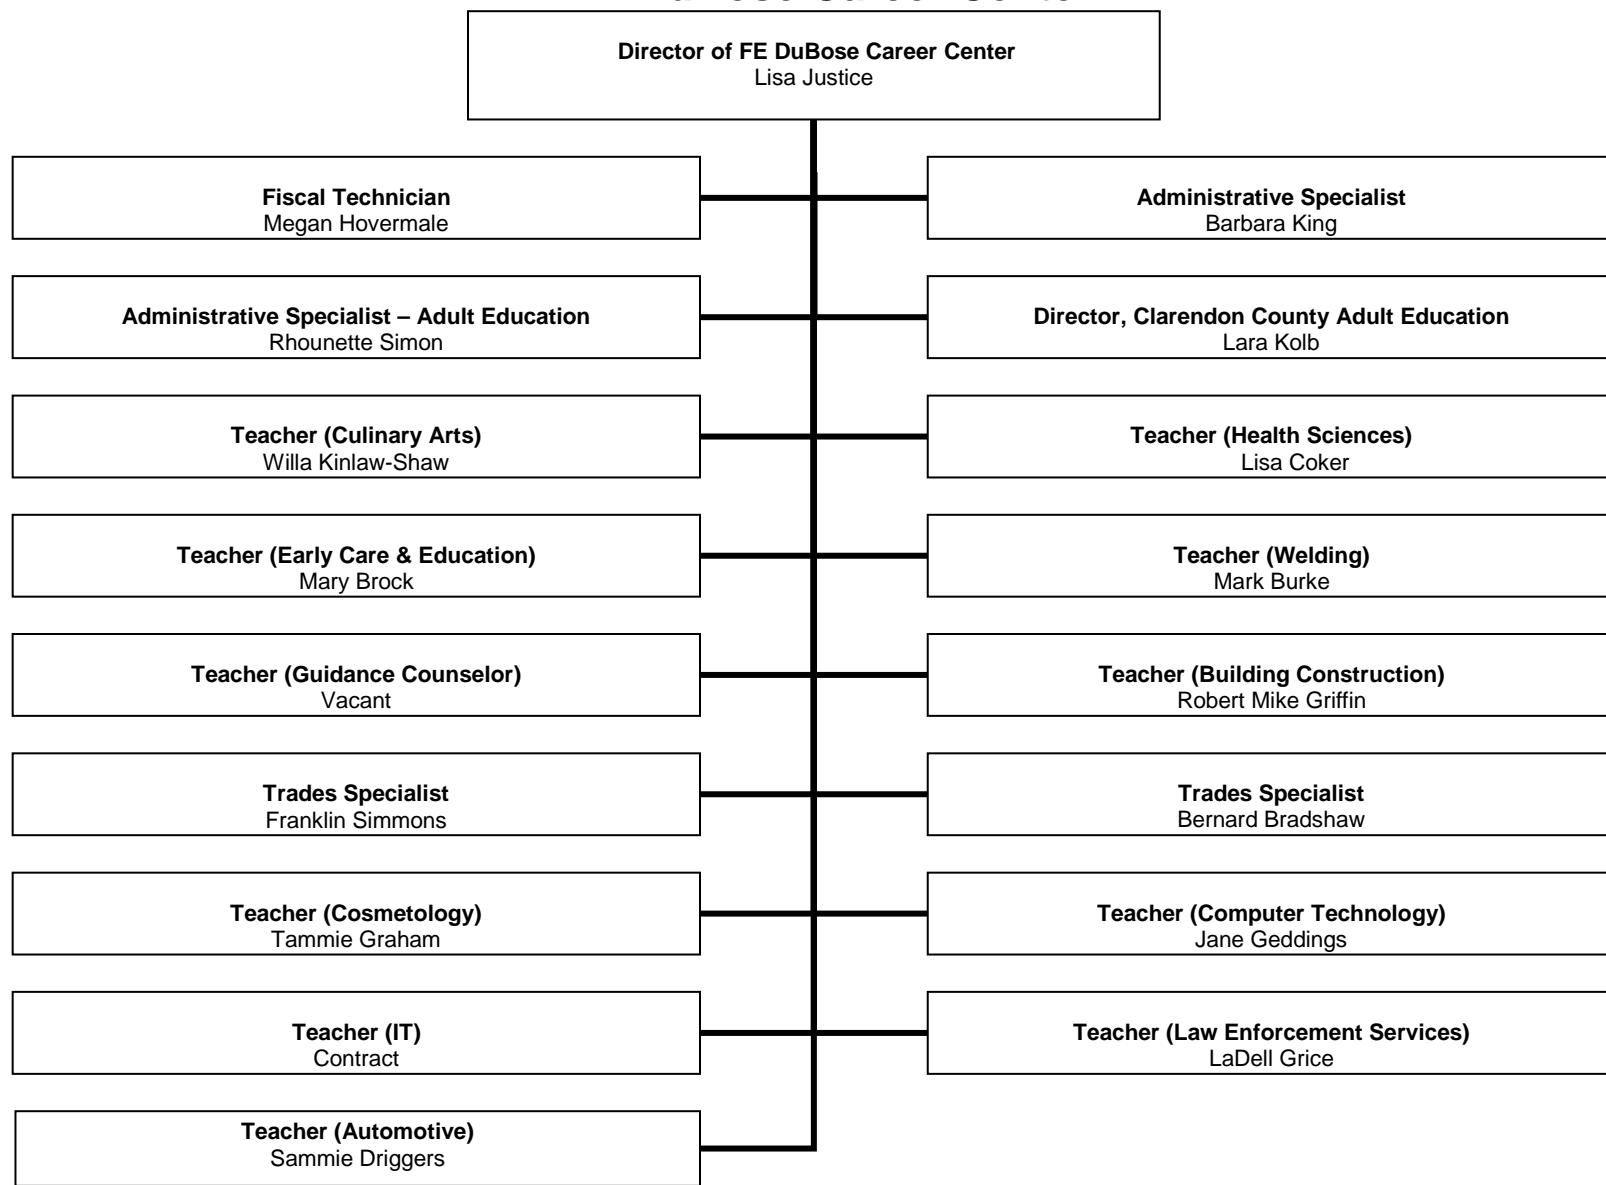 Director of FE DuBose Career Center
Lisa Justice
Fiscal Technician
Megan Hovermale
Administrative Specialist
Barbara King
Administrative Specialist – Adult Education
Rhounette Simon
Director, Clarendon County Adult Education
Lara Kolb
Teacher (Culinary Arts)
Willa Kinlaw-Shaw
Teacher (Health Sciences)
Lisa Coker
Teacher (Early Care & Education)
Mary Brock
Teacher (Welding)
Mark Burke
Teacher (Guidance Counselor)
Vacant
Teacher (Building Construction)
Robert Mike Griffin
Trades Specialist
Franklin Simmons
Trades Specialist
Bernard Bradshaw
Teacher (Cosmetology)
Tammie Graham
Teacher (Computer Technology)
Jane Geddings
Teacher (IT)
Contract
Teacher (Law Enforcement Services)
LaDell Grice
Teacher (Automotive)
Sammie Driggers